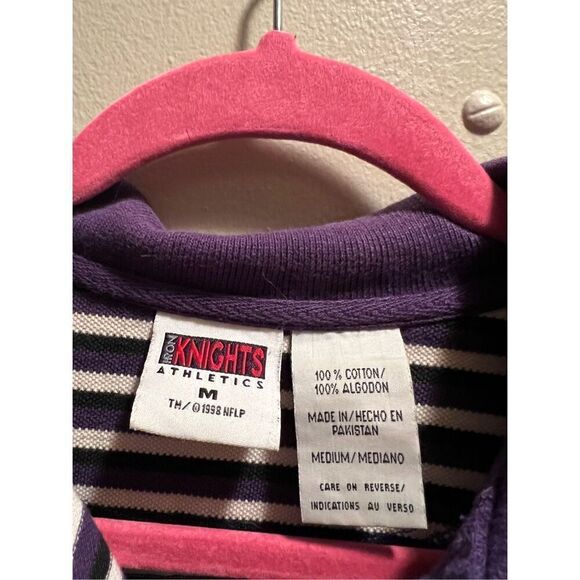 IRON
KNIGHTS
ATHLETICS
M
TM/©1998 NFLP
100% COTTON/
100% ALGODON
MADE IN/HECHO EN
PAKISTAN
MEDIUM/MEDIANO
CARE ON REVERSE/
INDICATIONS AU VERSO